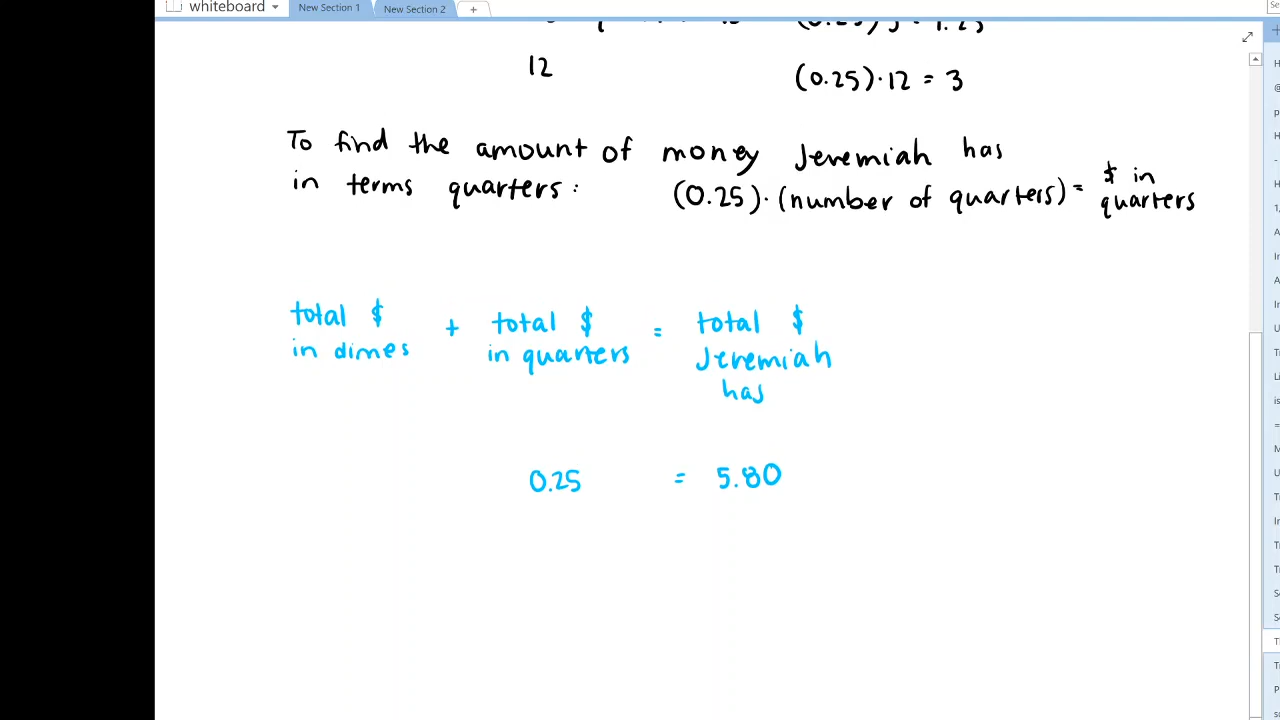 whiteboard New Section 1 New Section 2 +
12 (0.25)·12 = 3
To find the amount of money Jeremiah has
in terms quarters: (0.25)·(number of quarters) = $ in quarters
total $ in dimes + total $ in quarters = total $ Jeremiah has
0.25 = 5.80